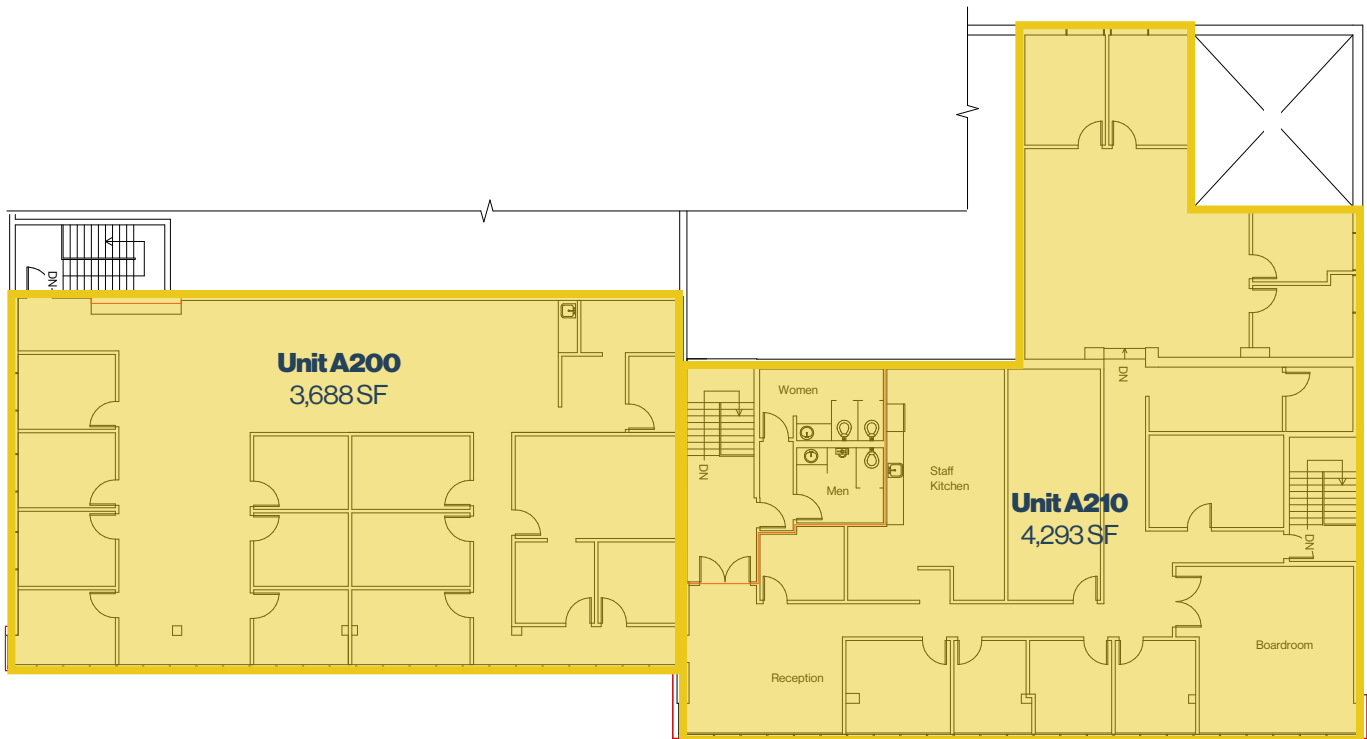 DN
Unit A200
3,688 SF
Women
Men
DN
Staff
Kitchen
DN
Unit A210
4,293 SF
DN
Boardroom
Reception